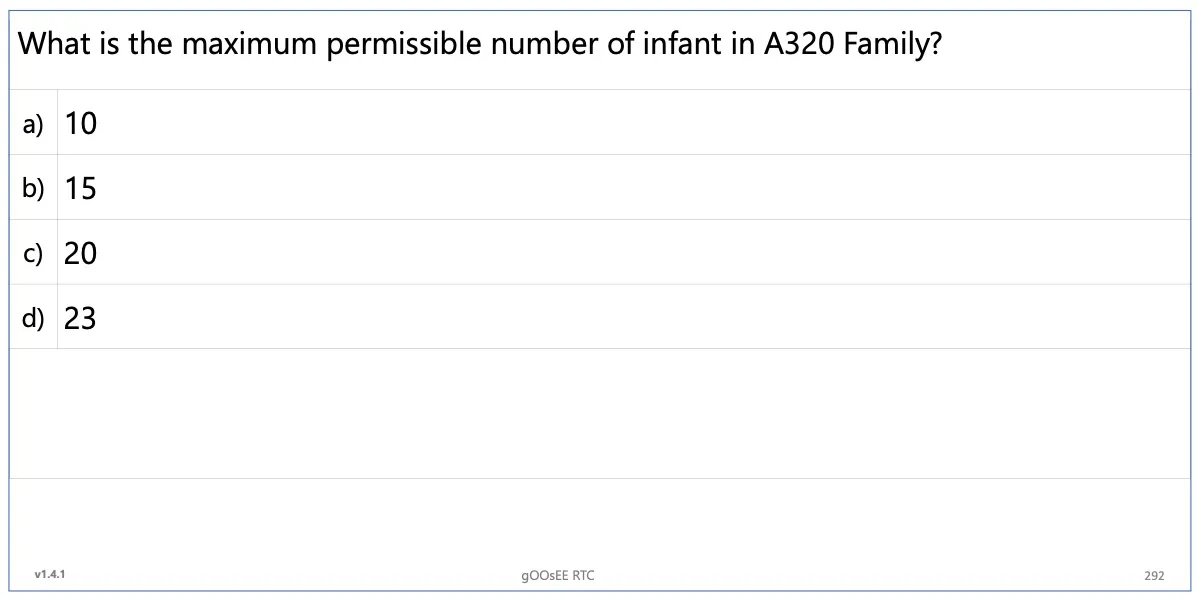 What is the maximum permissible number of infant in A320 Family?
a) 10
b) 15
c) 20
d) 23
v1.4.1 gOOsEE RTC 292